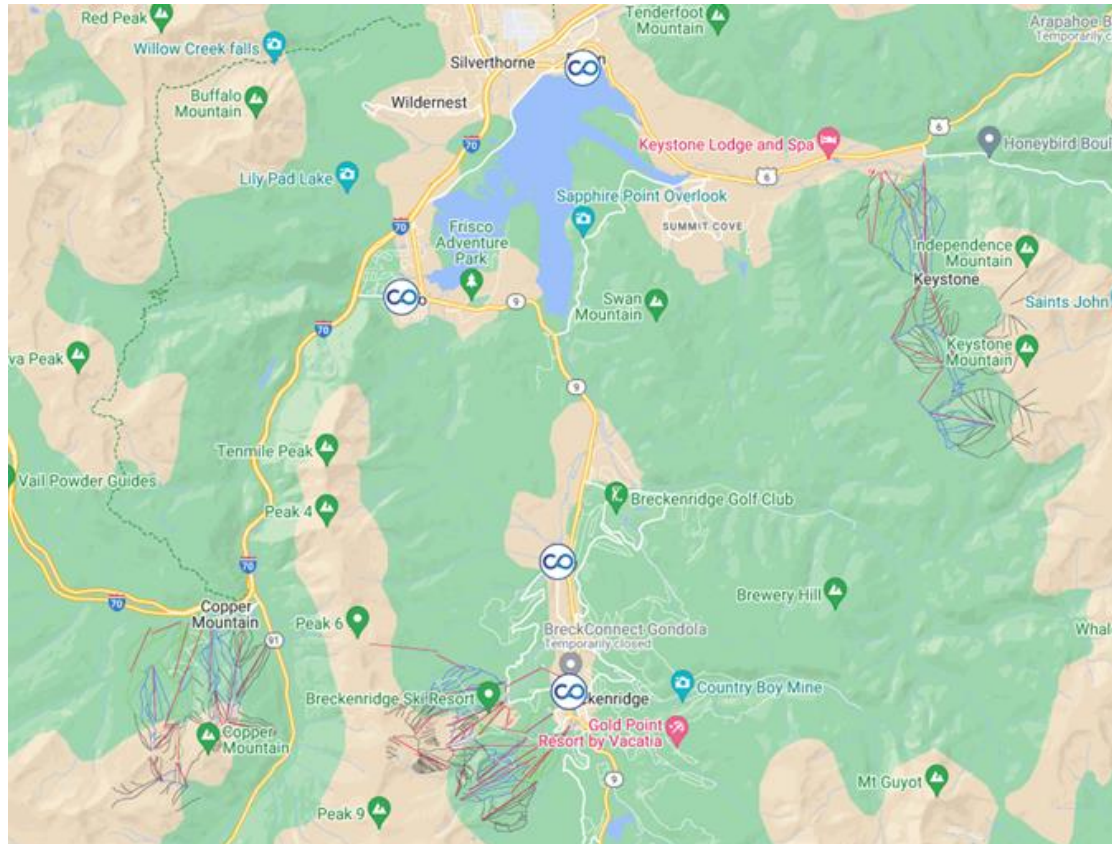 Red Peak
Tenderfoot
Mountain
Arapahoe B
Temporarily c
Willow Creek falls
Silverthorne
Buffalo
Mountain
Wildernest
6
70
Keystone Lodge and Spa
Honeybird Boul
Lily Pad Lake
6
Sapphire Point Overlook
70
Frisco
Adventure
Park
SUMMIT COVE
Independence
Mountain
Keystone
9
Swan
Mountain
Saints John
70
va Peak
Keystone
Mountain
9
Tenmile Peak
Vail Powder Guides
Peak 4
Breckenridge Golf Club
70
70
Copper
Mountain
Brewery Hill
Peak 6
91
BreckConnect Gondola
Temporarily closed
Whal
Breckenridge Ski Resort
ckenridge
Country Boy Mine
Copper
Mountain
Gold Point
Resort by Vacatia
9
Mt Guyot
Peak 9